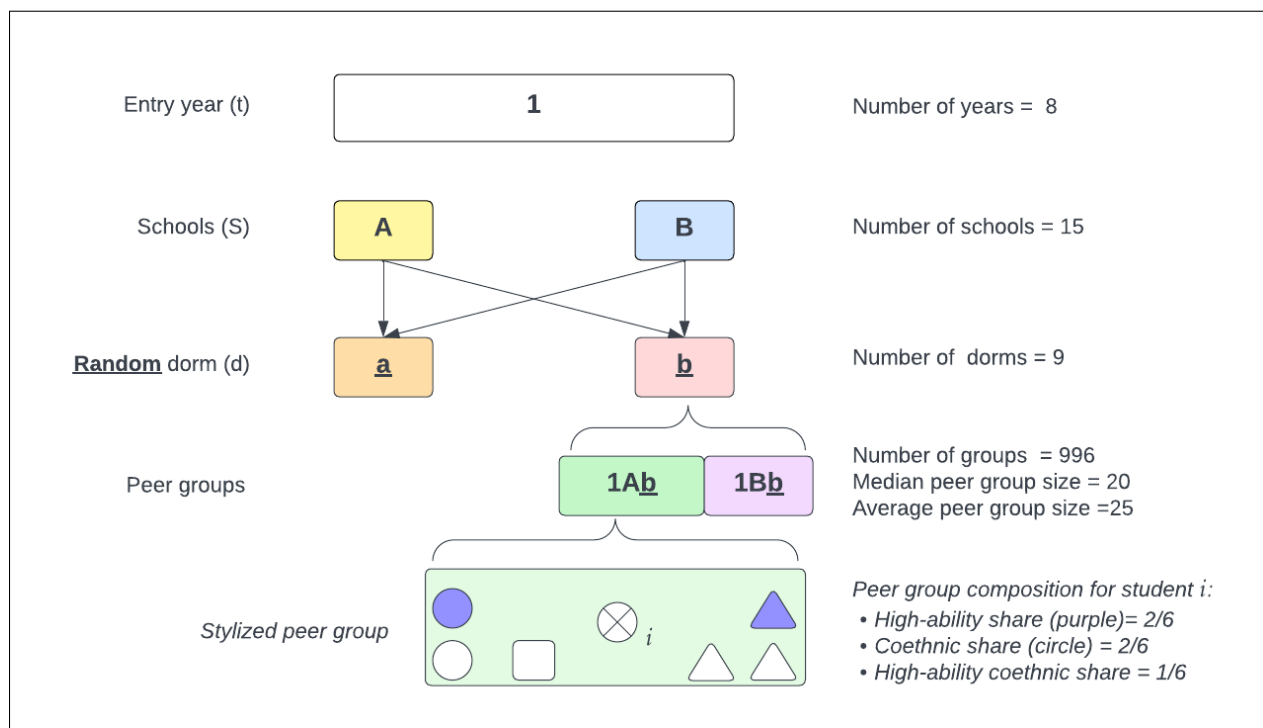 Entry year (t)
1
Number of years = 8
Schools (S)
A
B
Number of schools = 15
Random dorm (d)
a
b
Number of dorms = 9
Peer groups
1Ab
1Bb
Number of groups = 996
Median peer group size = 20
Average peer group size =25
Stylized peer group
i
Peer group composition for student i:
• High-ability share (purple)= 2/6
• Coethnic share (circle) = 2/6
• High-ability coethnic share = 1/6